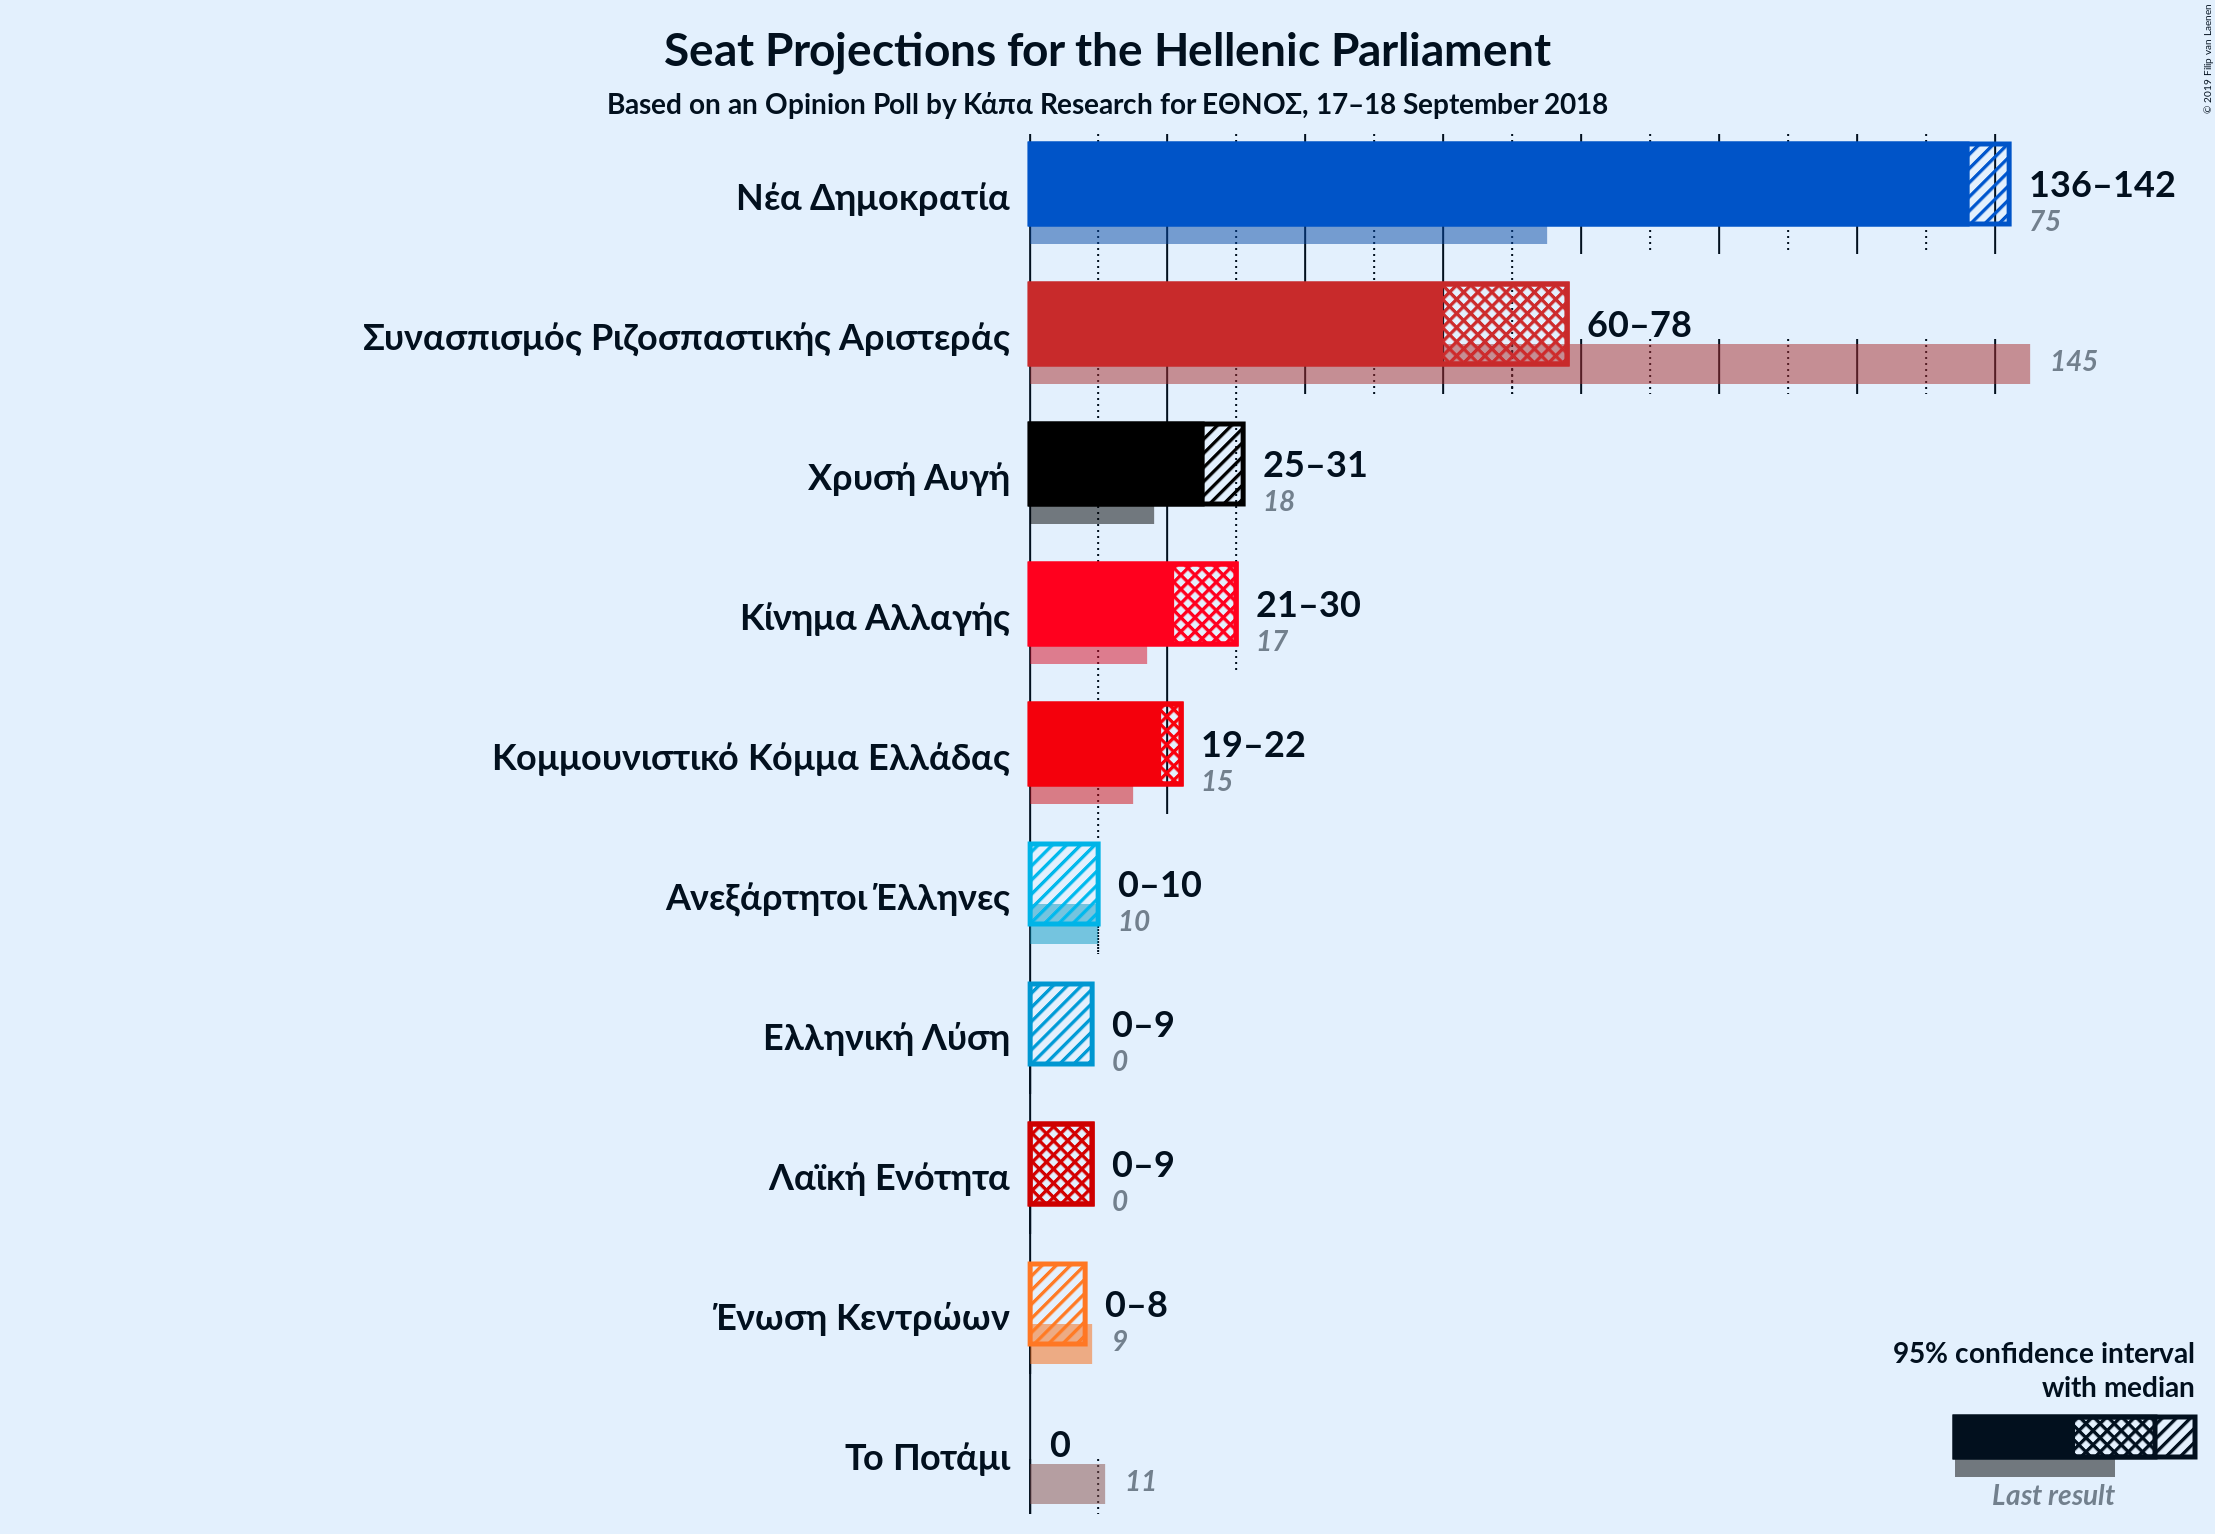 Seat Projections for the Hellenic Parliament
Based on an Opinion Poll by Κάπα Research for ΕΘΝΟΣ, 17–18 September 2018
© 2019 Filip van Laenen
Νέα Δημοκρατία
136–142
75
Συνασπισμός Ριζοσπαστικής Αριστεράς
60–78
145
Χρυσή Αυγή
25–31
18
Κίνημα Αλλαγής
21–30
17
Κομμουνιστικό Κόμμα Ελλάδας
19–22
15
Ανεξάρτητοι Έλληνες
0–10
10
Ελληνική Λύση
0–9
0
Λαϊκή Ενότητα
0–9
0
Ένωση Κεντρώων
0–8
9
Το Ποτάμι
0
11
95% confidence interval
with median
Last result